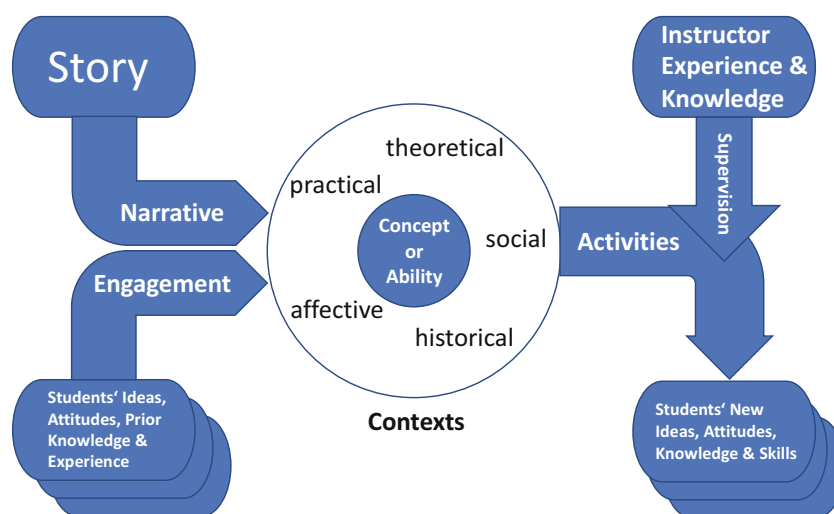 Story
Instructor
Experience &
Knowledge
Supervision
theoretical
practical
Narrative
Concept
or
Ability
social
Activities
Engagement
affective
historical
Students‘ Ideas,
Attitudes, Prior
Knowledge &
Experience
Contexts
Students‘ New
Ideas, Attitudes,
Knowledge & Skills